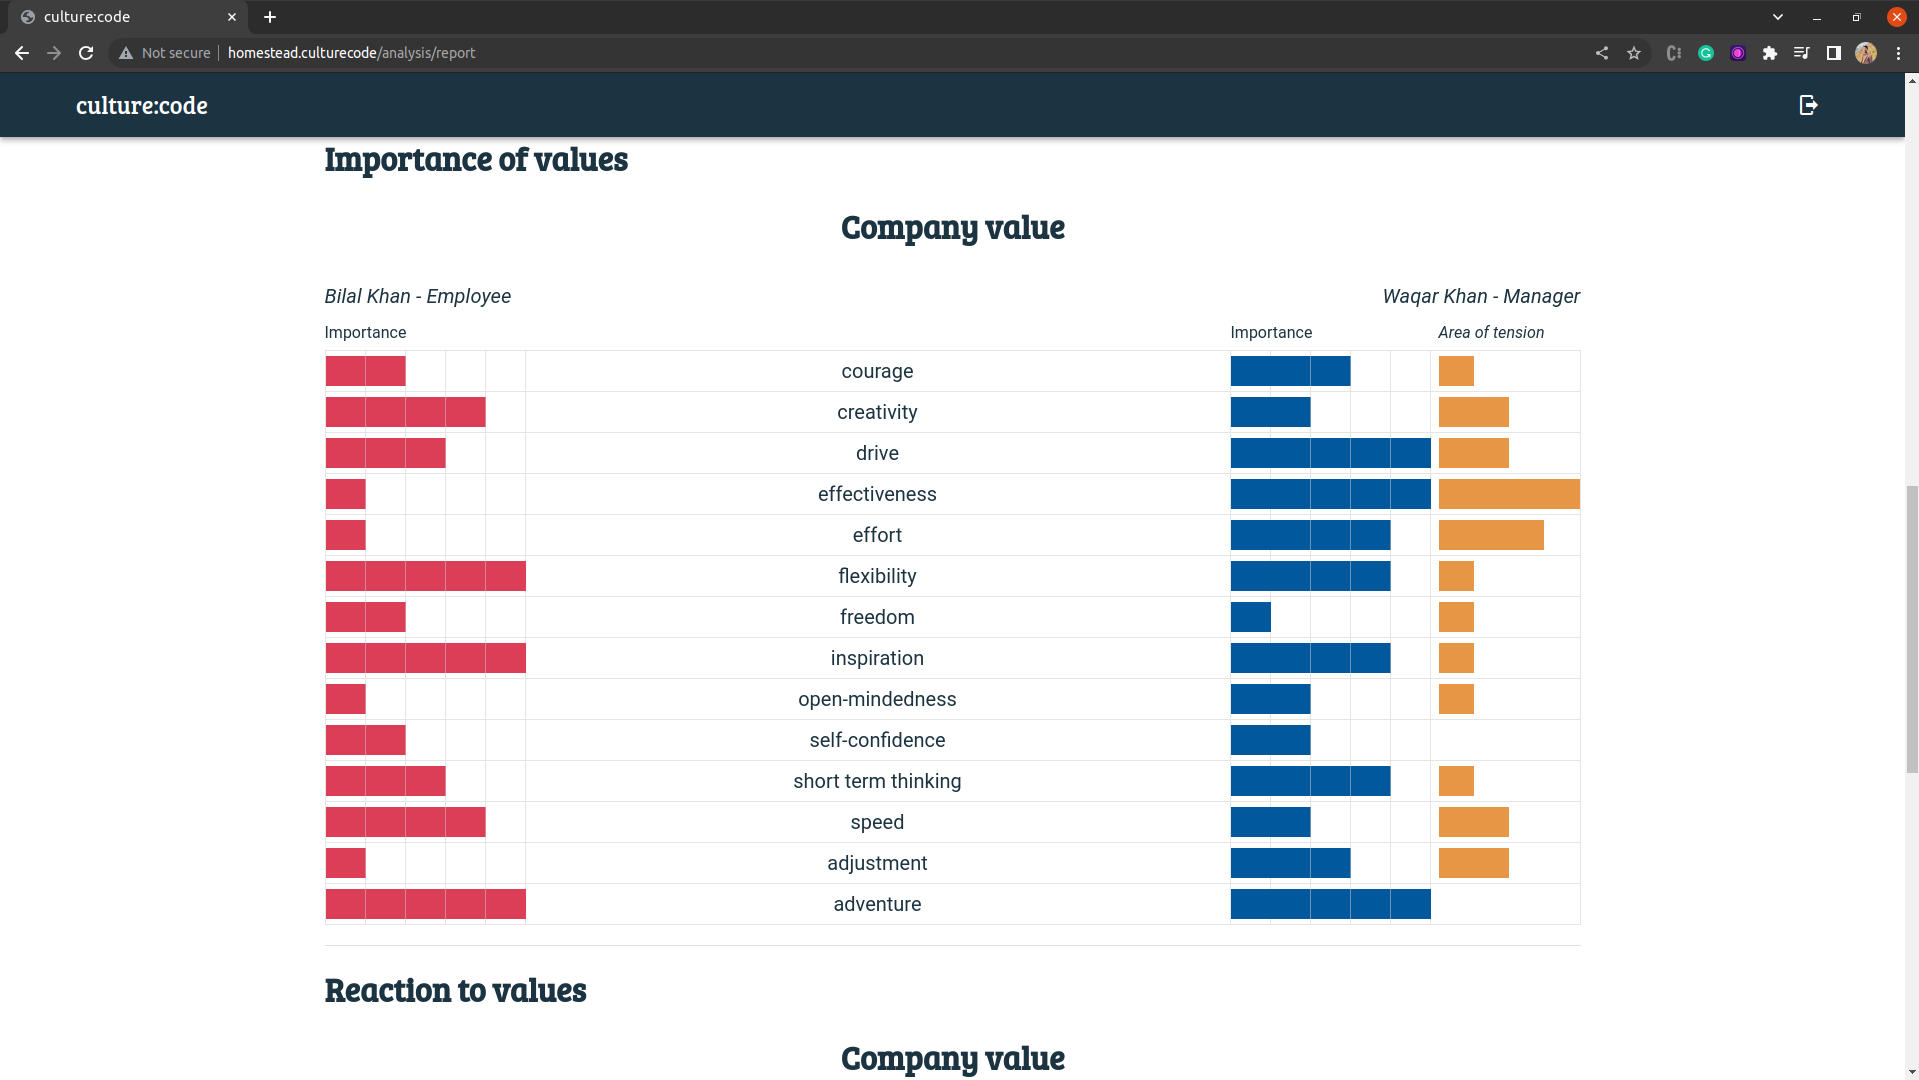 culture:code
Not secure
homestead.culturecode/analysis/report
culture:code
Importance of values
Company value
Bilal Khan - Employee
Waqar Khan - Manager
Importance
Importance
Area of tension
courage
creativity
drive
effectiveness
effort
flexibility
freedom
inspiration
open-mindedness
self-confidence
short term thinking
speed
adjustment
adventure
Reaction to values
Company value